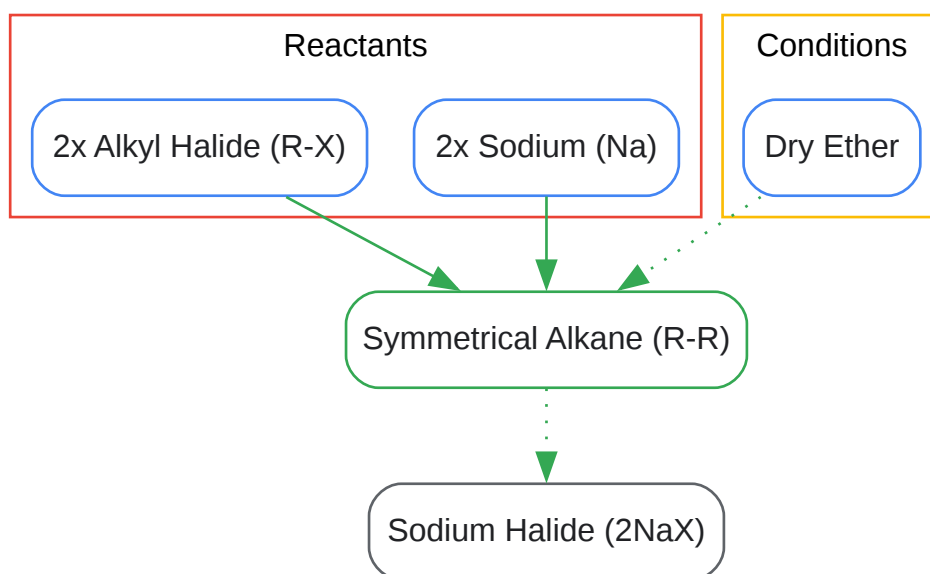 Reactants
Conditions
2x Alkyl Halide (R-X)
2x Sodium (Na)
Dry Ether
Symmetrical Alkane (R-R)
Sodium Halide (2NaX)